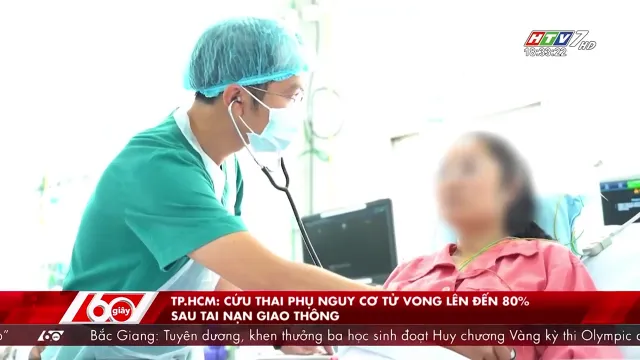 HTV7 HD
18:33:22
60 giây
TP.HCM: CỨU THAI PHỤ NGUY CƠ TỬ VONG LÊN ĐẾN 80%
SAU TAI NẠN GIAO THÔNG
o” 60 giây Bắc Giang: Tuyên dương, khen thưởng ba học sinh đoạt Huy chương Vàng kỳ thi Olympic